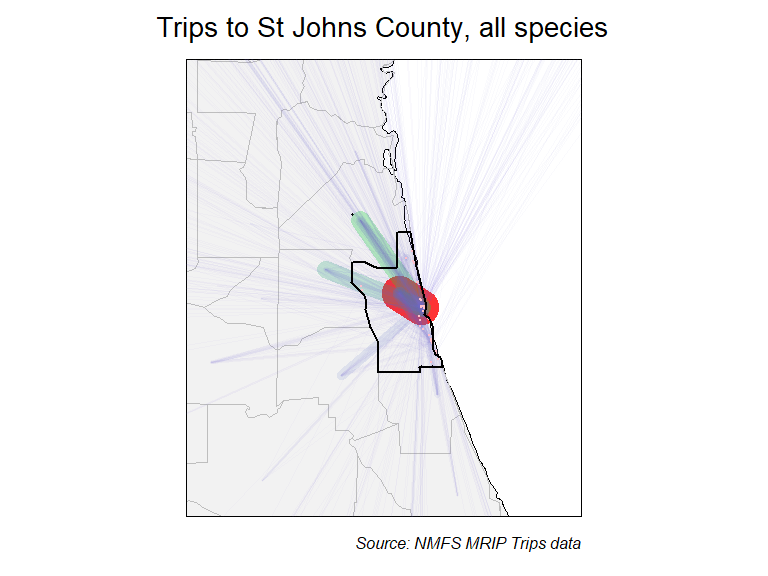 Trips to St Johns County, all species
Source: NMFS MRIP Trips data